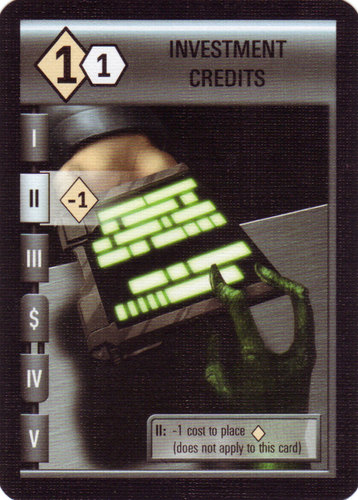 1 1
INVESTMENT
CREDITS
I
II -1
III
$
IV
V
II: -1 cost to place
(does not apply to this card)